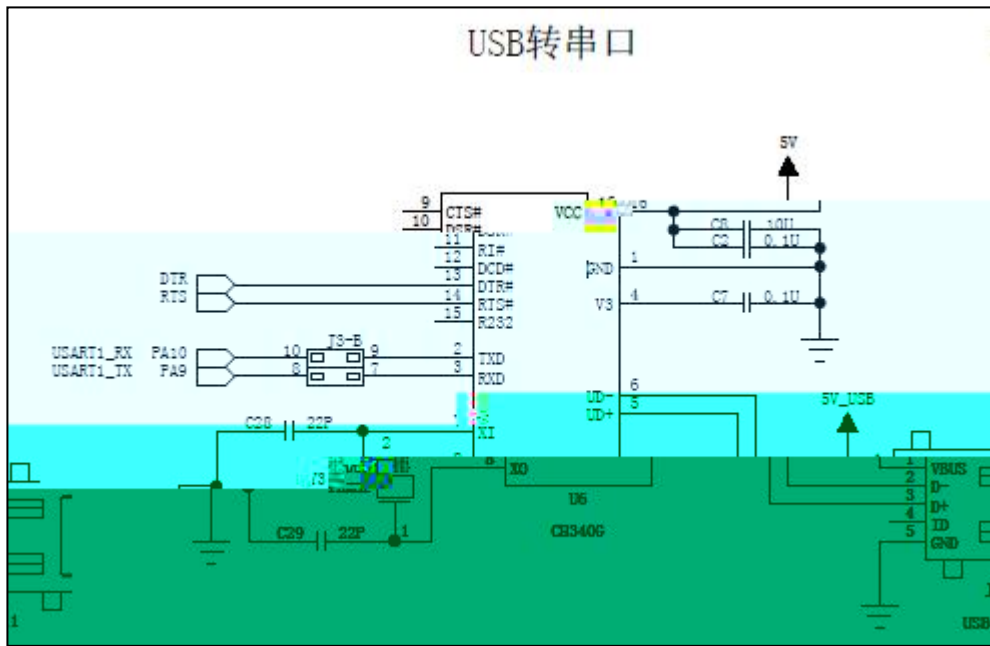 USB转串口
5V
9 CTS#
10
VCC
11 RI#
12 DCD#
13 DTR#
14 RTS#
15 R232
DTR
RTS
C8 10U
C2 0.1U
GND 1
V3 4 C7 0.1U
J3-B
USART1_RX PA10 10 9 2 TXD
USART1_TX PA9 8 7 3 RXD
UD- 6
UD+ 5
5V_USB
C28 22P
XI
2
XO
U6
CH340G
C29 22P 1
1 VBUS
2 D-
3 D+
4 ID
5 GND
1